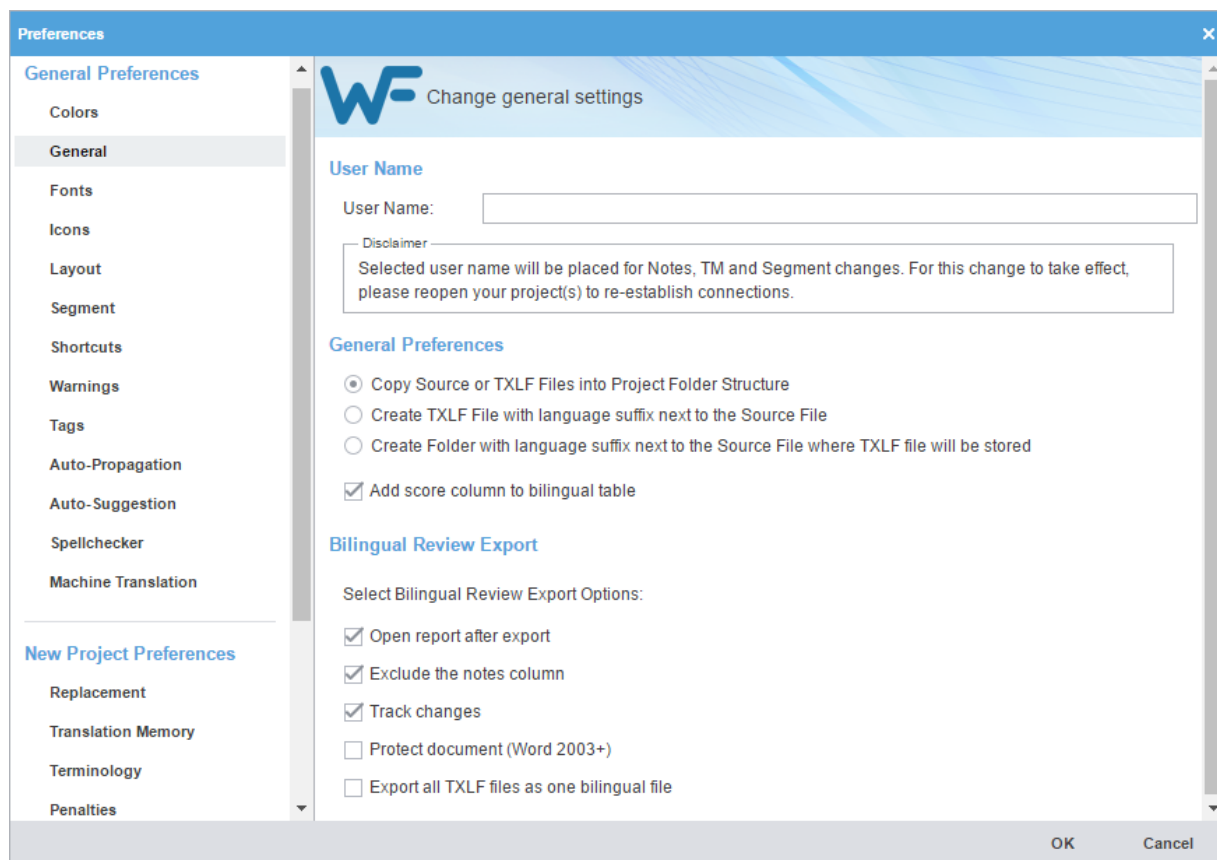 Preferences
General Preferences
Colors
General
Fonts
Icons
Layout
Segment
Shortcuts
Warnings
Tags
Auto-Propagation
Auto-Suggestion
Spellchecker
Machine Translation
New Project Preferences
Replacement
Translation Memory
Terminology
Penalties
WF
Change general settings
User Name
User Name:
Disclaimer
Selected user name will be placed for Notes, TM and Segment changes. For this change to take effect,
please reopen your project(s) to re-establish connections.
General Preferences
Copy Source or TXLF Files into Project Folder Structure
Create TXLF File with language suffix next to the Source File
Create Folder with language suffix next to the Source File where TXLF file will be stored
Add score column to bilingual table
Bilingual Review Export
Select Bilingual Review Export Options:
Open report after export
Exclude the notes column
Track changes
Protect document (Word 2003+)
Export all TXLF files as one bilingual file
OK Cancel